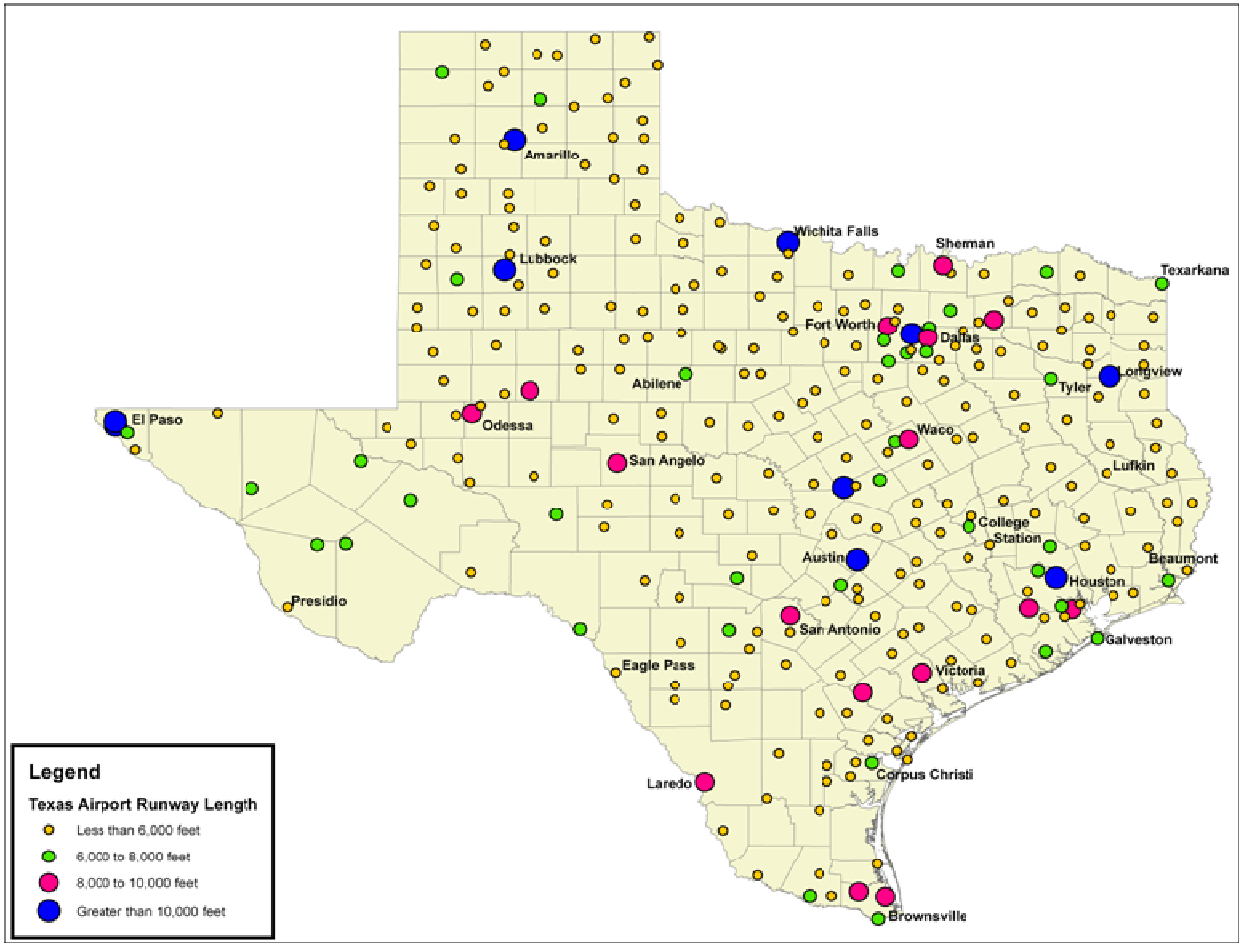 Amarillo
Wichita Falls
Sherman
Lubbock
Texarkana
Fort Worth
Dallas
Abilene
Longview
Tyler
El Paso
Odessa
Waco
San Angelo
Lufkin
College
Station
Austin
Beaumont
Houston
Presidio
San Antonio
Galveston
Eagle Pass
Victoria
Laredo
Corpus Christi
Brownsville
Legend
Texas Airport Runway Length
Less than 6,000 feet
6,000 to 8,000 feet
8,000 to 10,000 feet
Greater than 10,000 feet